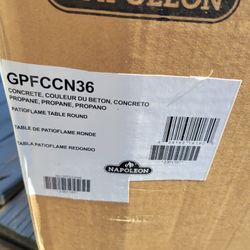 NAPOLEON
GPFCCN36
CONCRETE, COULEUR DU BETON, CONCRETO
PROPANE, PROPANE, PROPANO
PATIOFLAME TABLE ROUND
TABLE DE PATIOFLAME RONDE
TABLA PATIOFLAME REDONDO
NAPOLEON